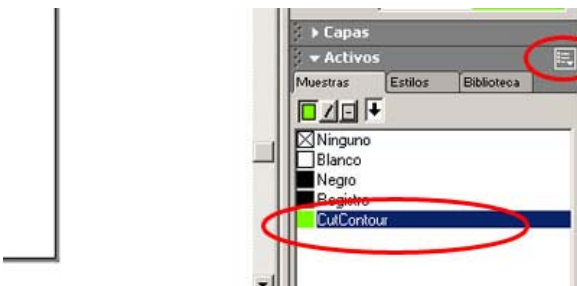 Capas
Activos
Muestras Estilos Biblioteca
Ninguno
Blanco
Negro
Registro
CutContour